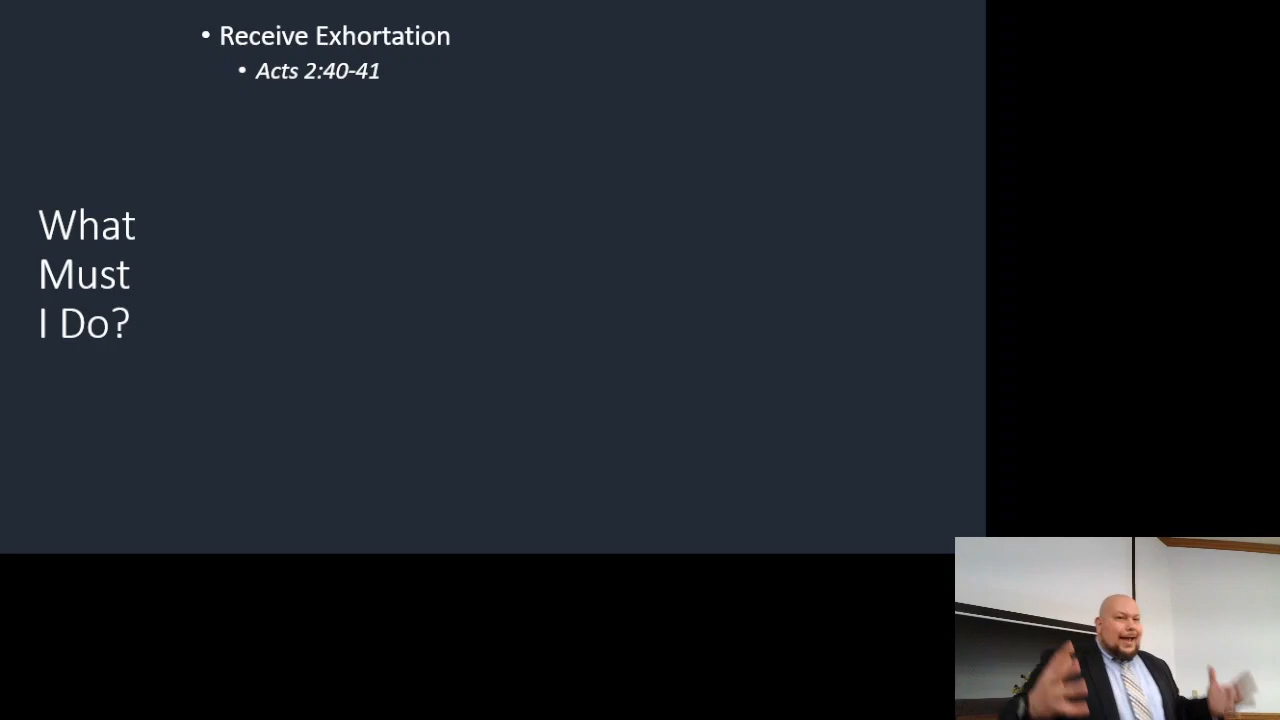 • Receive Exhortation
• Acts 2:40-41
What
Must
I Do?